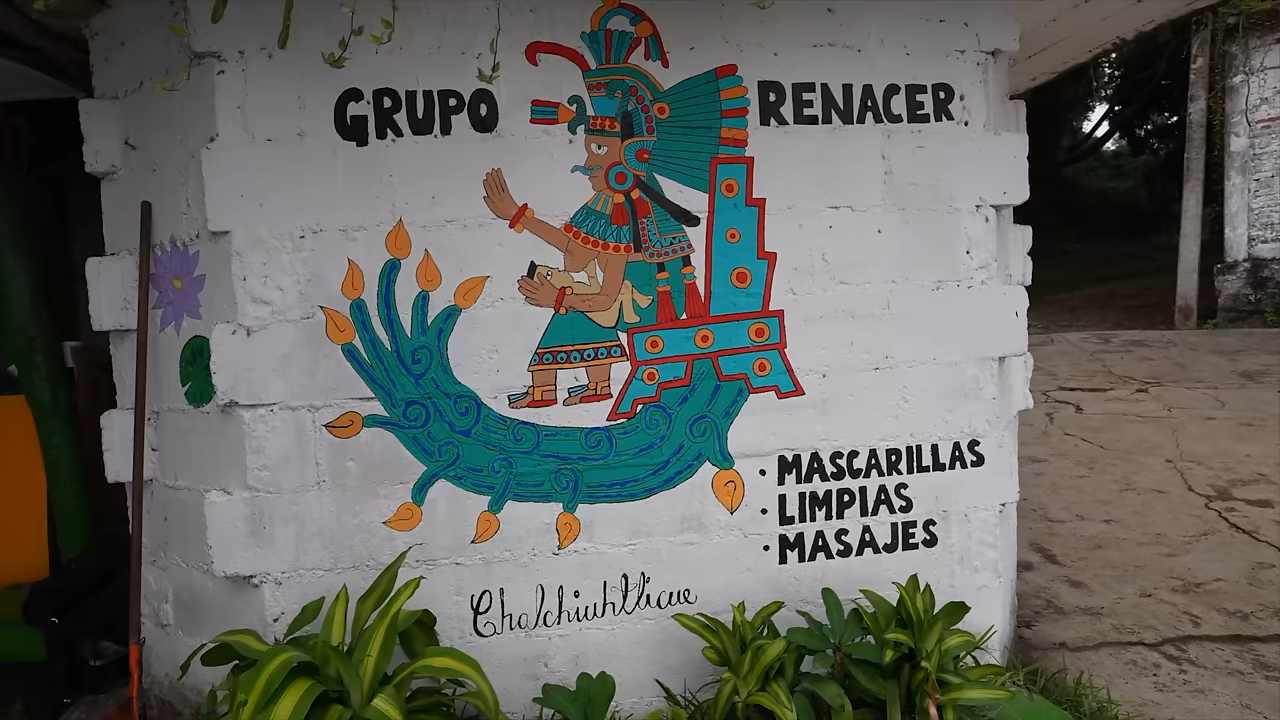 GRUPO RENACER
· MASCARILLAS
· LIMPIAS
· MASAJES
Chalchiuhtlicue